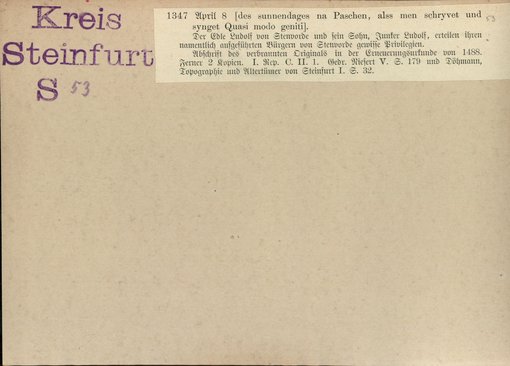 Kreis
Steinfurt
S 53
1347 April 8 [des sunnendages na Paschen, alss men schryvet und
synget Quasi modo geniti].
53
Der Edle Ludolf von Stenvorde und sein Sohn, Junker Ludolf, erteilen ihren
namentlich aufgeführten Bürgern von Stenvorde gewisse Privilegien.
Abschrift des verbrannten Originals in der Erneuerungsurkunde von 1488.
Ferner 2 Kopien. I. Rep. C. II. 1. Gedr. Niesert V. S. 179 und Döhmann,
Topographie und Altertümer von Steinfurt I. S. 32.